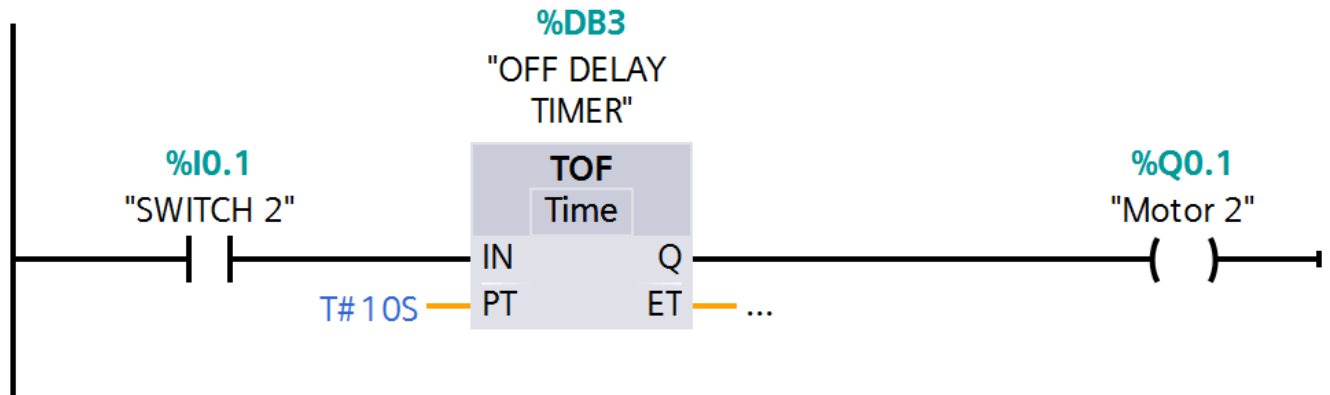 %DB3
"OFF DELAY
TIMER"
%I0.1
"SWITCH 2"
TOF
Time
%Q0.1
"Motor 2"
IN
Q
T#10S
PT
ET
...